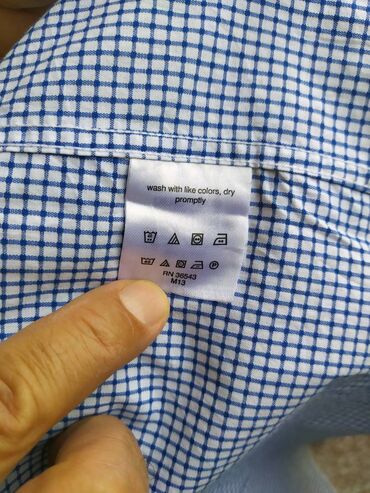 wash with like colors, dry
promptly
RN 36543
M13